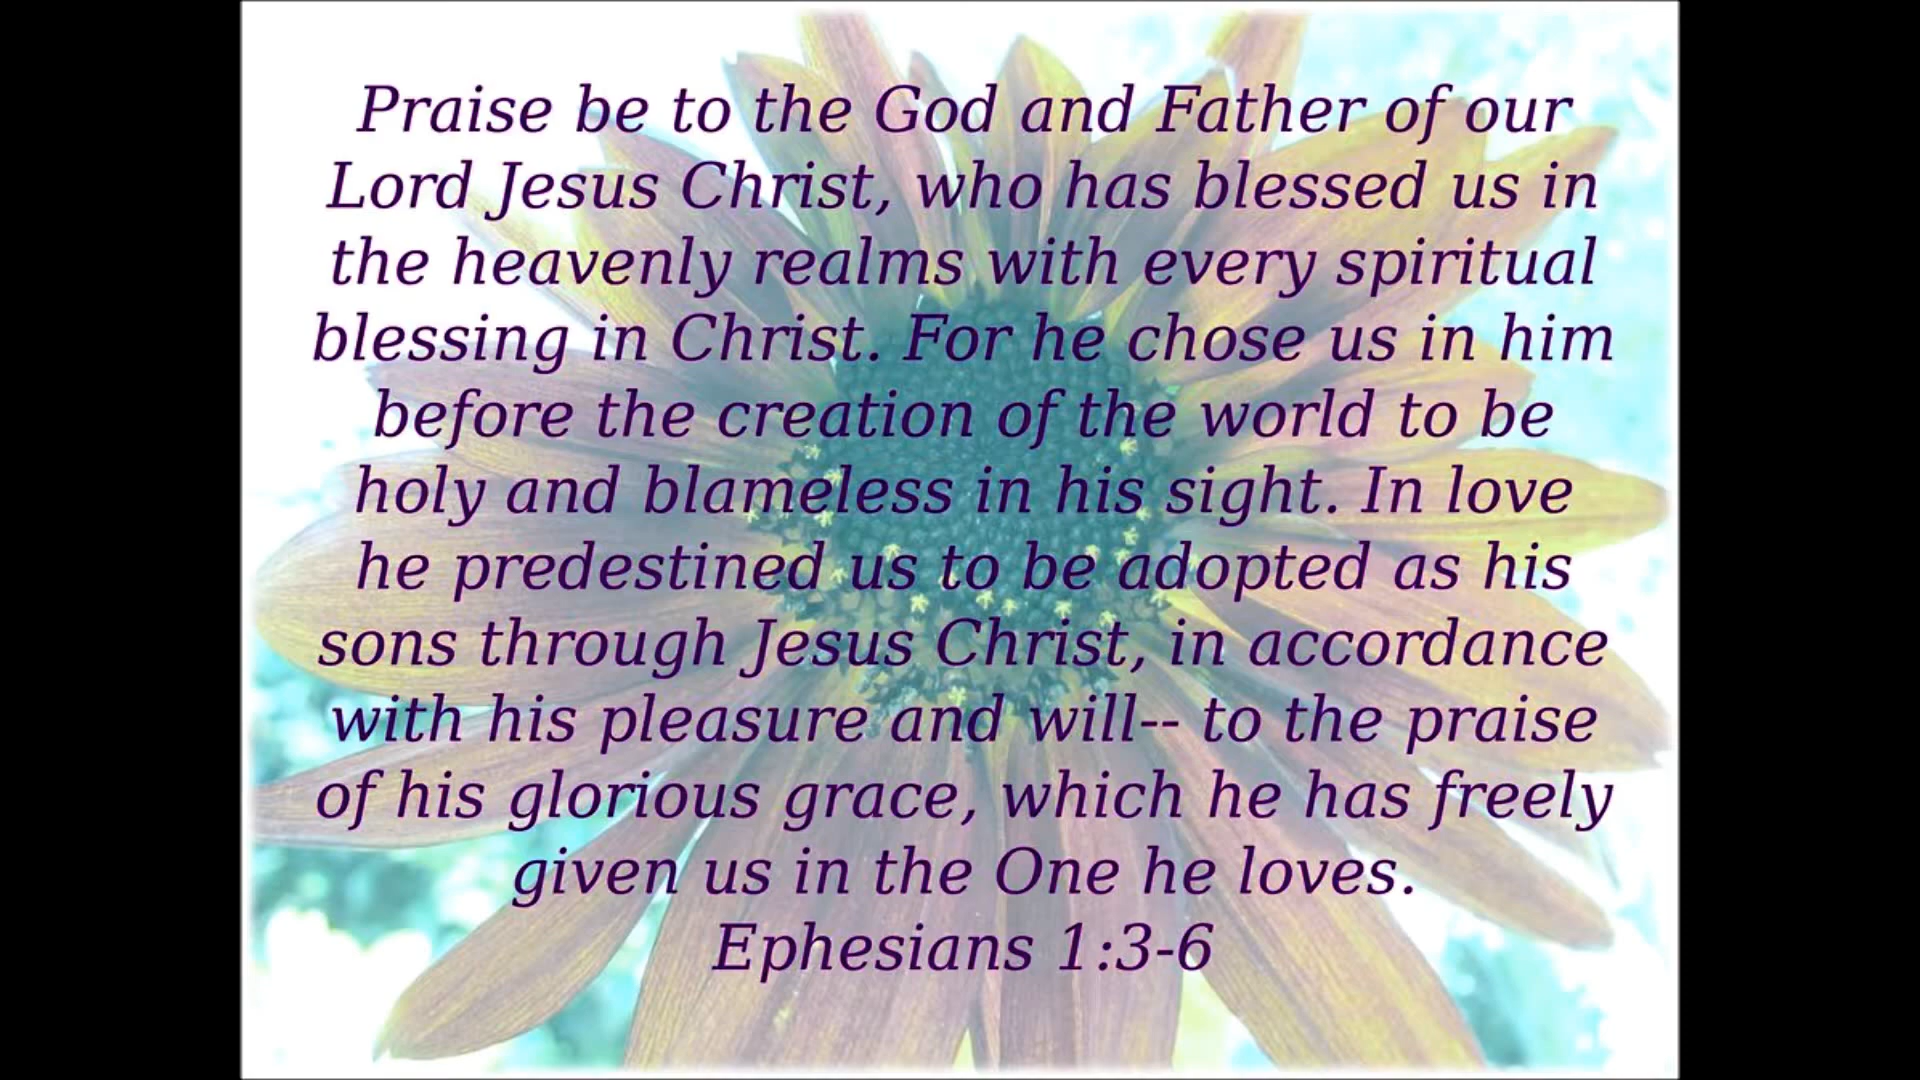 Praise be to the God and Father of our
Lord Jesus Christ, who has blessed us in
the heavenly realms with every spiritual
blessing in Christ. For he chose us in him
before the creation of the world to be
holy and blameless in his sight. In love
he predestined us to be adopted as his
sons through Jesus Christ, in accordance
with his pleasure and will-- to the praise
of his glorious grace, which he has freely
given us in the One he loves.
Ephesians 1:3-6